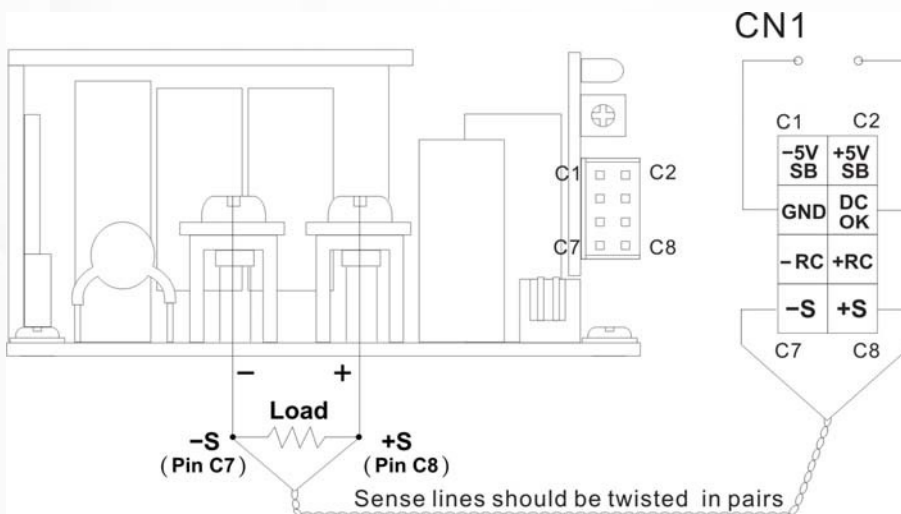 CN1
C1 C2
−5V SB +5V SB
GND DC OK
−RC +RC
−S +S
C7 C8
C1 C2
C7 C8
− +
Load
−S +S
(Pin C7) (Pin C8)
Sense lines should be twisted in pairs